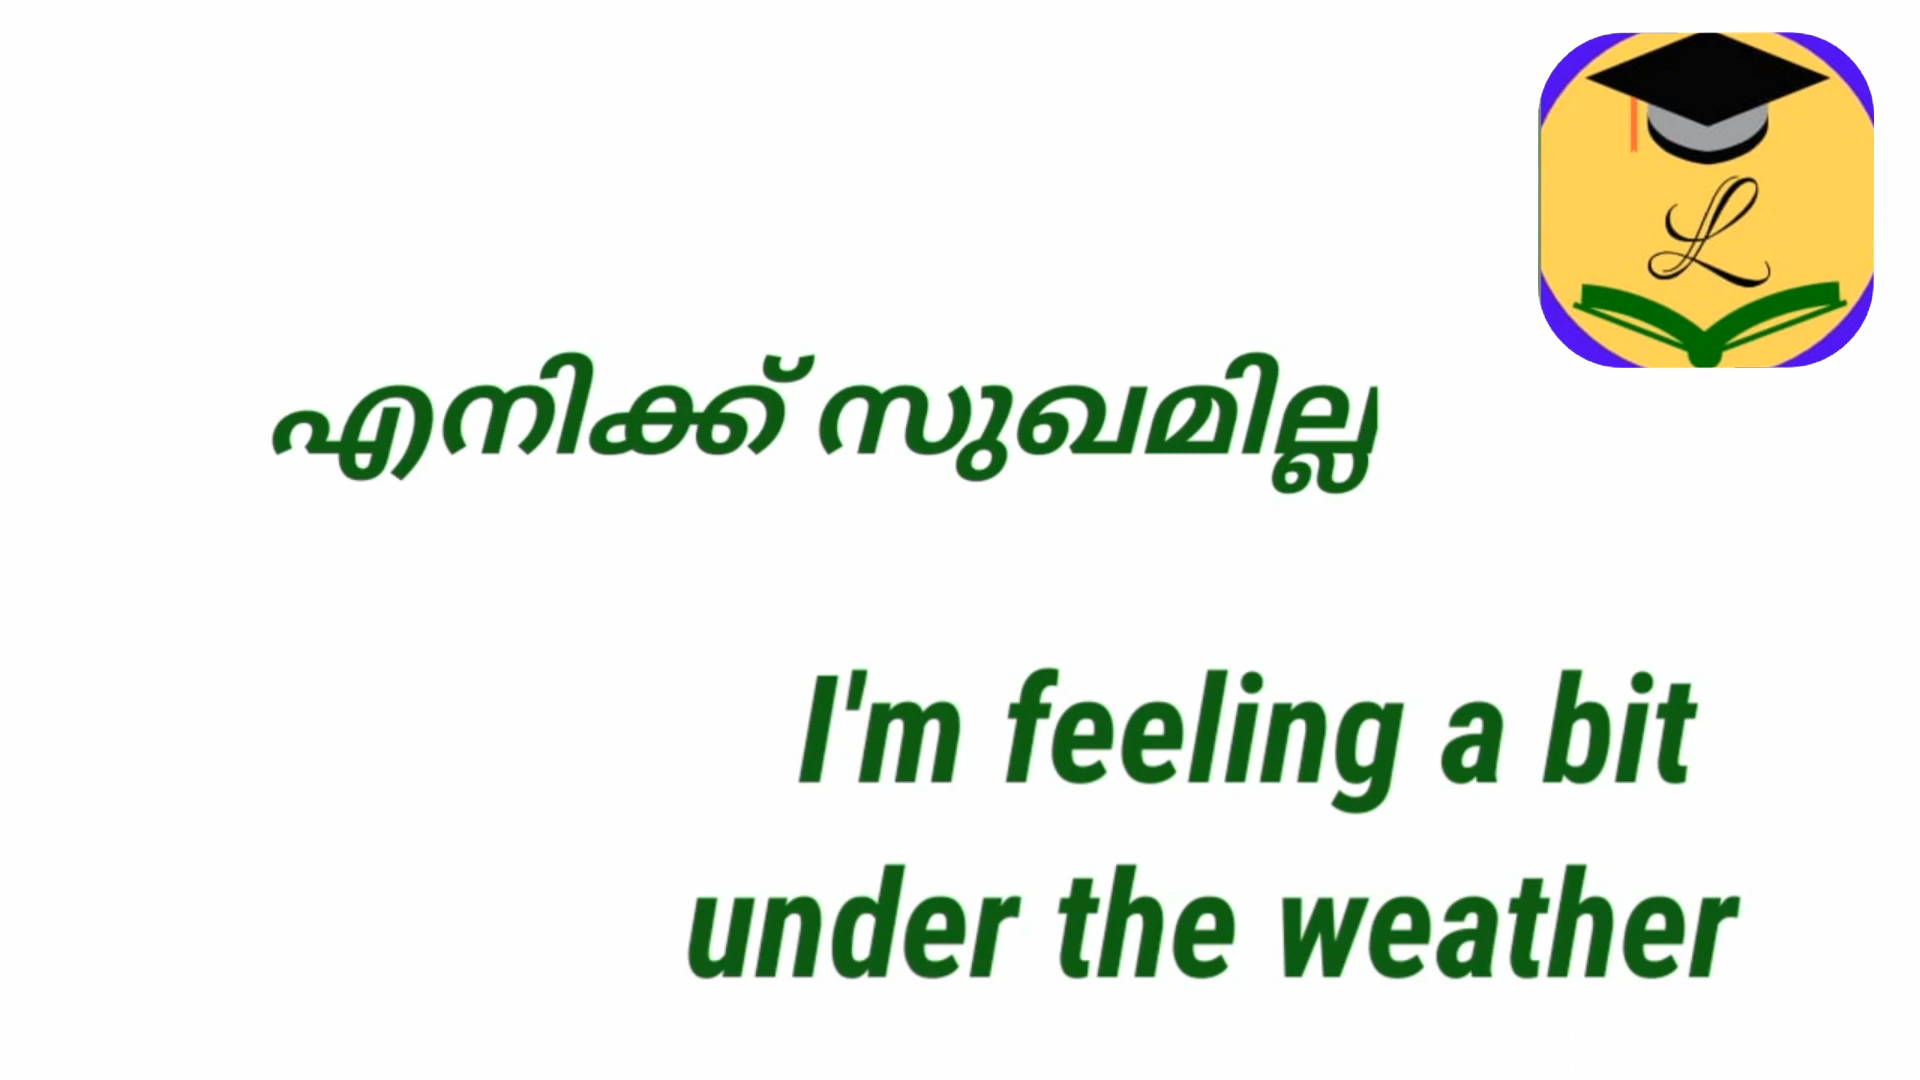 എനിക്ക് സുഖമില്ല
L
I'm feeling a bit
under the weather